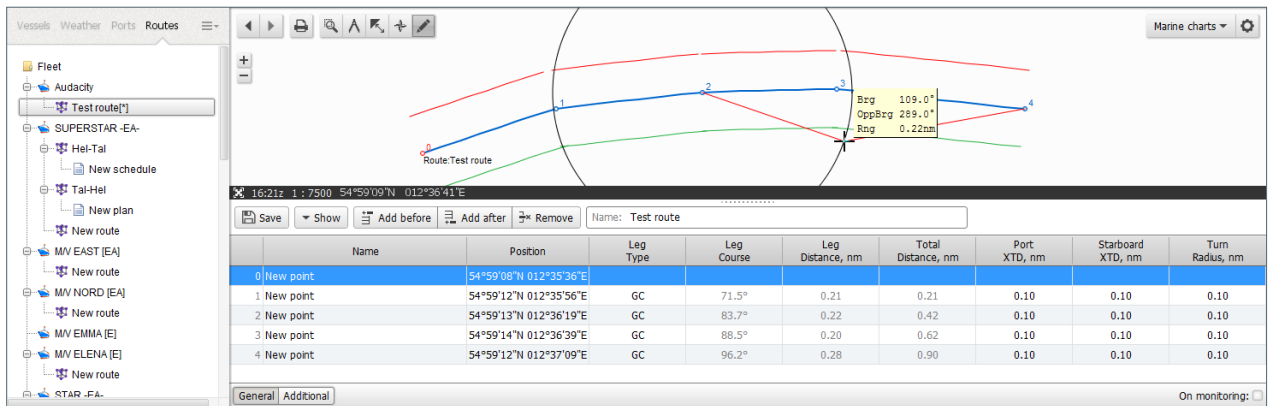 Vessels Weather Ports Routes
Marine charts
Fleet
Audacity
Test route[*]
SUPERSTAR -EA-
Hel-Tal
New schedule
Tal-Hel
New plan
New route
M/V EAST [EA]
New route
M/V NORD [EA]
New route
M/V EMMA [E]
M/V ELENA [E]
New route
STAR -EA-
0
1
2
3
4
Route:Test route
Brg 109.0°
OppBrg 289.0°
Rng 0.22nm
16:21z 1 : 7500 54°59'09"N 012°36'41"E
Save Show Add before Add after Remove Name: Test route
Name Position Leg Type Leg Course Leg Distance, nm Total Distance, nm Port XTD, nm Starboard XTD, nm Turn Radius, nm
0 New point 54°59'08"N 012°35'36"E
1 New point 54°59'12"N 012°35'56"E GC 71.5° 0.21 0.21 0.10 0.10 0.10
2 New point 54°59'13"N 012°36'19"E GC 83.7° 0.22 0.42 0.10 0.10 0.10
3 New point 54°59'14"N 012°36'39"E GC 88.5° 0.20 0.62 0.10 0.10 0.10
4 New point 54°59'12"N 012°37'09"E GC 96.2° 0.28 0.90 0.10 0.10 0.10
General Additional On monitoring: